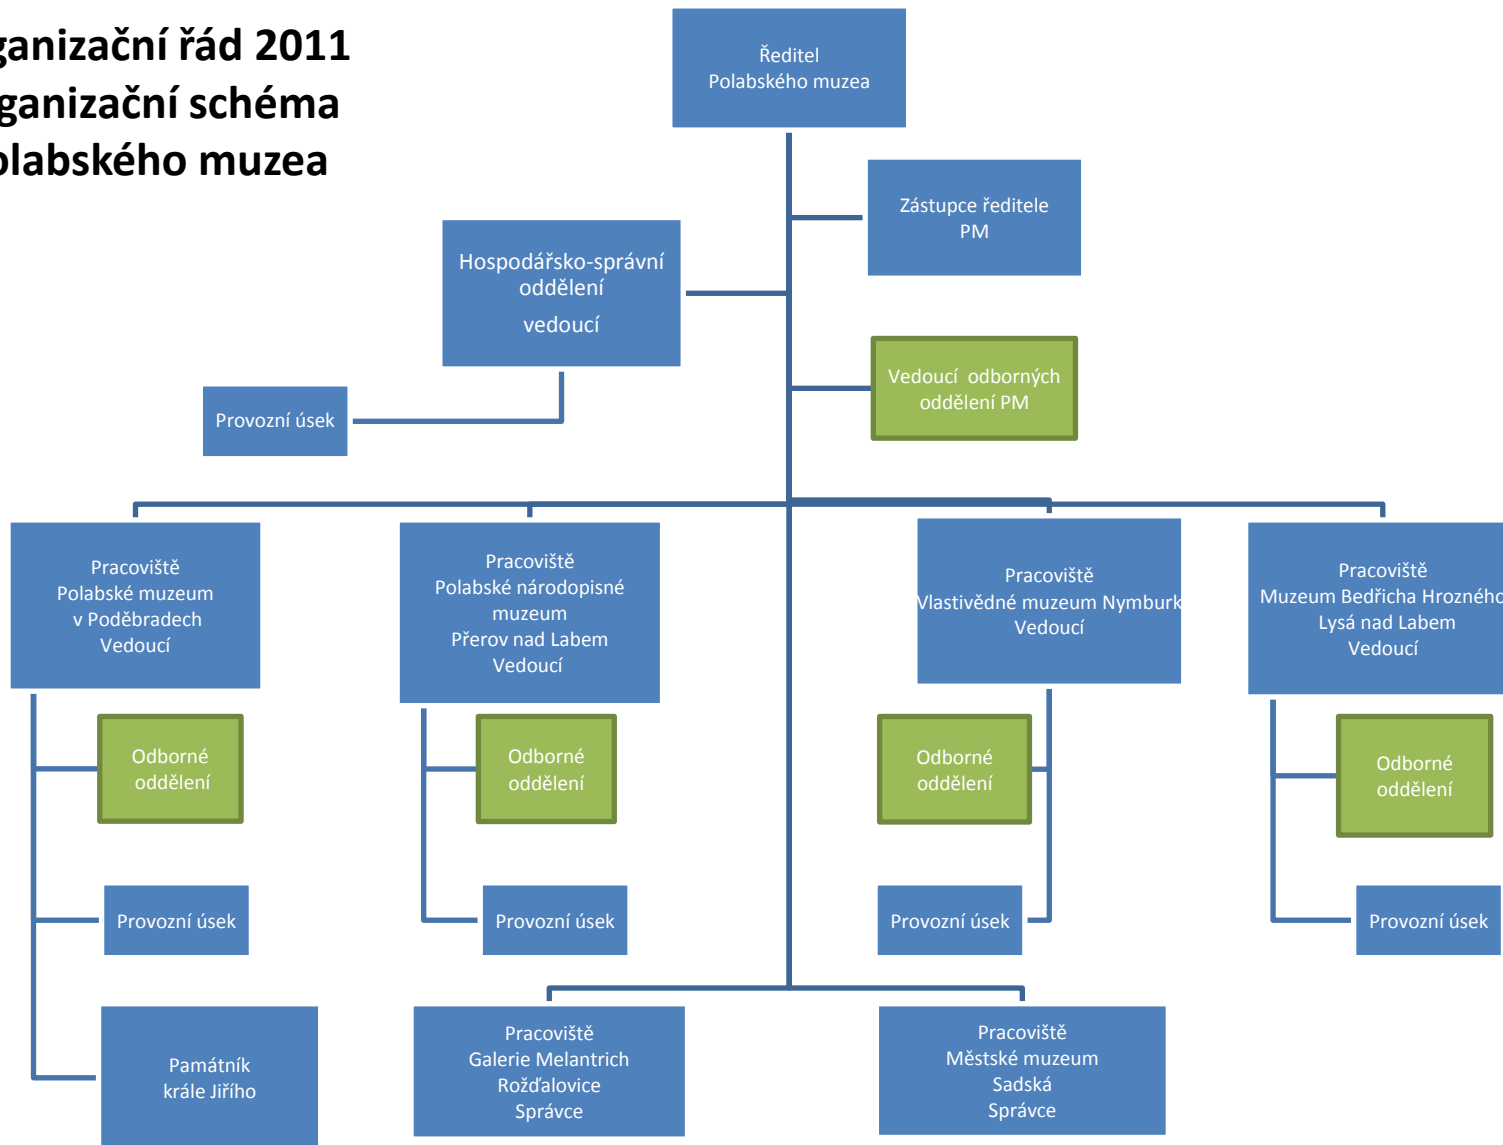 ganizační řád 2011
ganizační schéma
olabského muzea
Ředitel
Polabského muzea
Zástupce ředitele
PM
Hospodářsko-správní
oddělení
vedoucí
Vedoucí odborných
oddělení PM
Provozní úsek
Pracoviště
Polabské muzeum
v Poděbradech
Vedoucí
Pracoviště
Polabské národopisné
muzeum
Přerov nad Labem
Vedoucí
Pracoviště
Vlastivědné muzeum Nymburk
Vedoucí
Pracoviště
Muzeum Bedřicha Hrozného
Lysá nad Labem
Vedoucí
Odborné
oddělení
Odborné
oddělení
Odborné
oddělení
Odborné
oddělení
Provozní úsek
Provozní úsek
Provozní úsek
Provozní úsek
Památník
krále Jiřího
Pracoviště
Galerie Melantrich
Rožďalovice
Správce
Pracoviště
Městské muzeum
Sadská
Správce